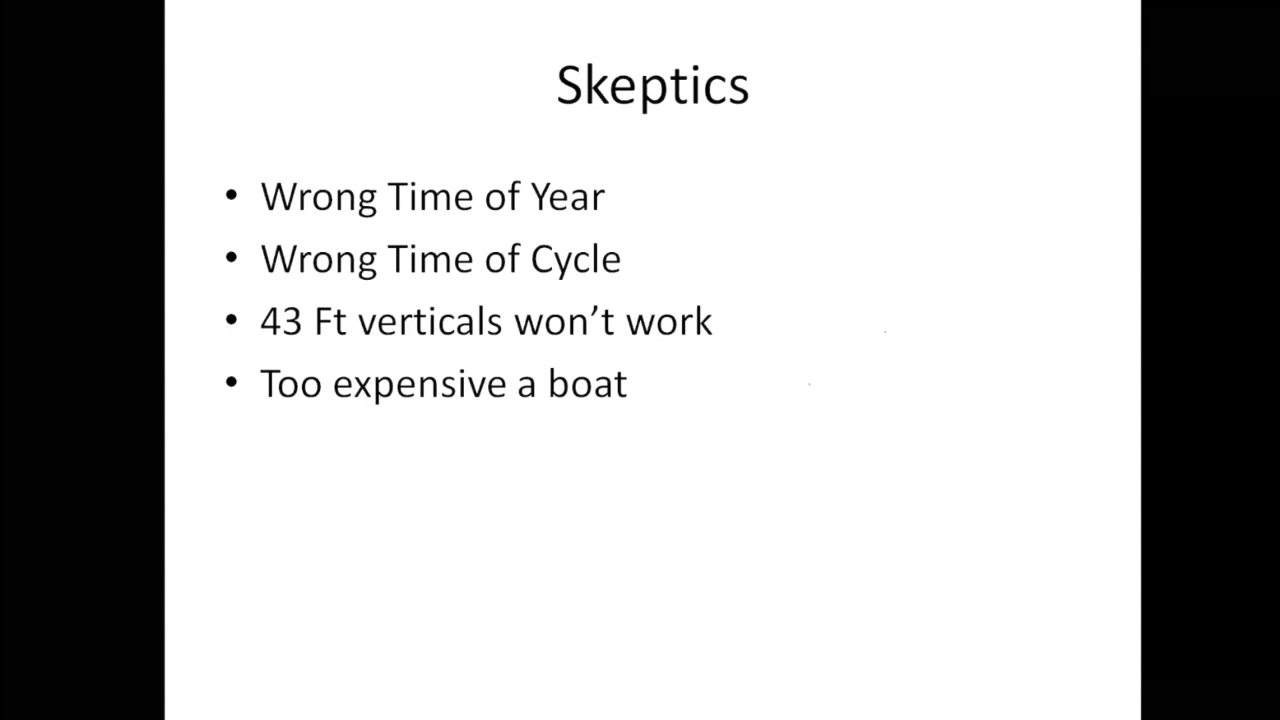 Skeptics
• Wrong Time of Year
• Wrong Time of Cycle
• 43 Ft verticals won’t work
• Too expensive a boat